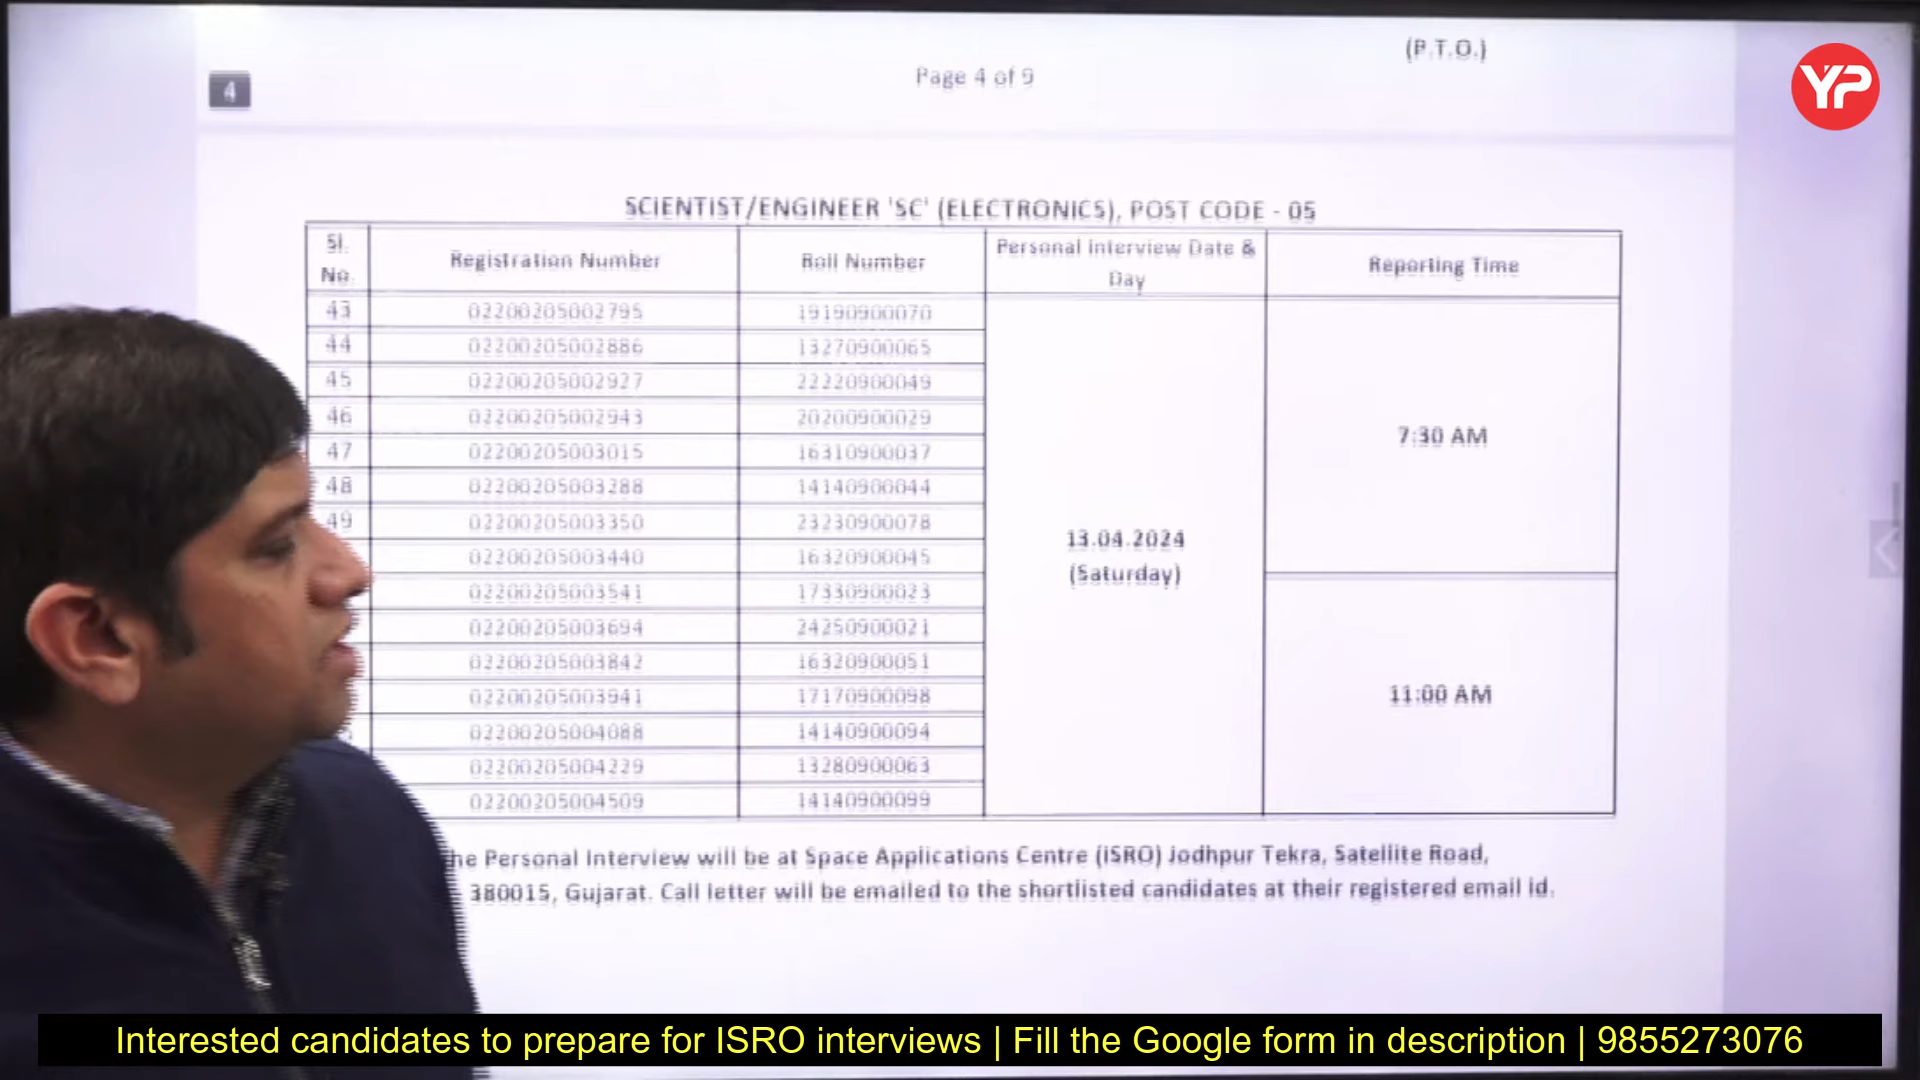 (P.T.O.)
4
Page 4 of 9
YP
SCIENTIST/ENGINEER 'SC' (ELECTRONICS), POST CODE - 05
Sl. No. Registration Number Roll Number Personal Interview Date & Day Reporting Time
43 02200205002795 19190900070
44 02200205002886 13270900065
45 02200205002927 22220900049
46 02200205002943 20200900029
47 02200205003015 16310900037
48 02200205003288 14140900044
49 02200205003350 23230900078
02200205003440 16320900045
02200205003541 17330900023
02200205003694 24250900021
02200205003842 16320900051
02200205003941 17170900098
02200205004088 14140900094
02200205004229 13280900063
02200205004509 14140900099
13.04.2024
(Saturday)
7:30 AM
11:00 AM
he Personal Interview will be at Space Applications Centre (ISRO) Jodhpur Tekra, Satellite Road,
380015, Gujarat. Call letter will be emailed to the shortlisted candidates at their registered email id.
Interested candidates to prepare for ISRO interviews | Fill the Google form in description | 9855273076